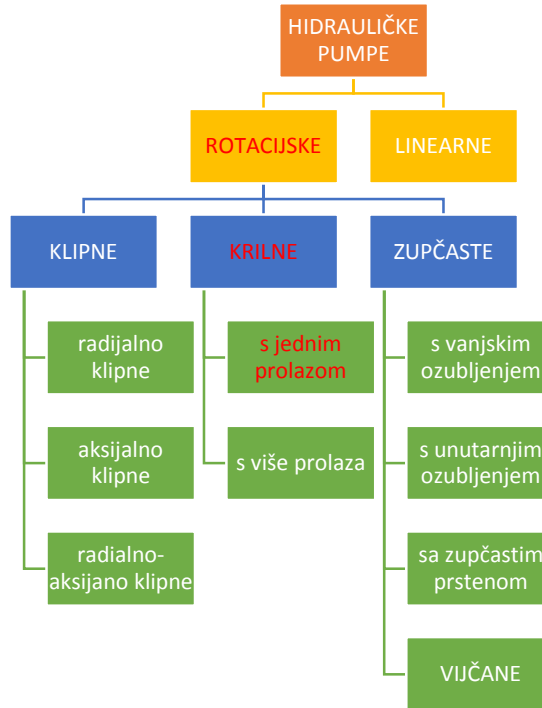 HIDRAULIČKE
PUMPE
ROTACIJSKE
LINEARNE
KLIPNE
KRILNE
ZUPČASTE
radijalno
klipne
aksijalno
klipne
radialno-
aksijano klipne
s jednim
prolazom
s više prolaza
s vanjskim
ozubljenjem
s unutarnjim
ozubljenjem
sa zupčastim
prstenom
VIJČANE